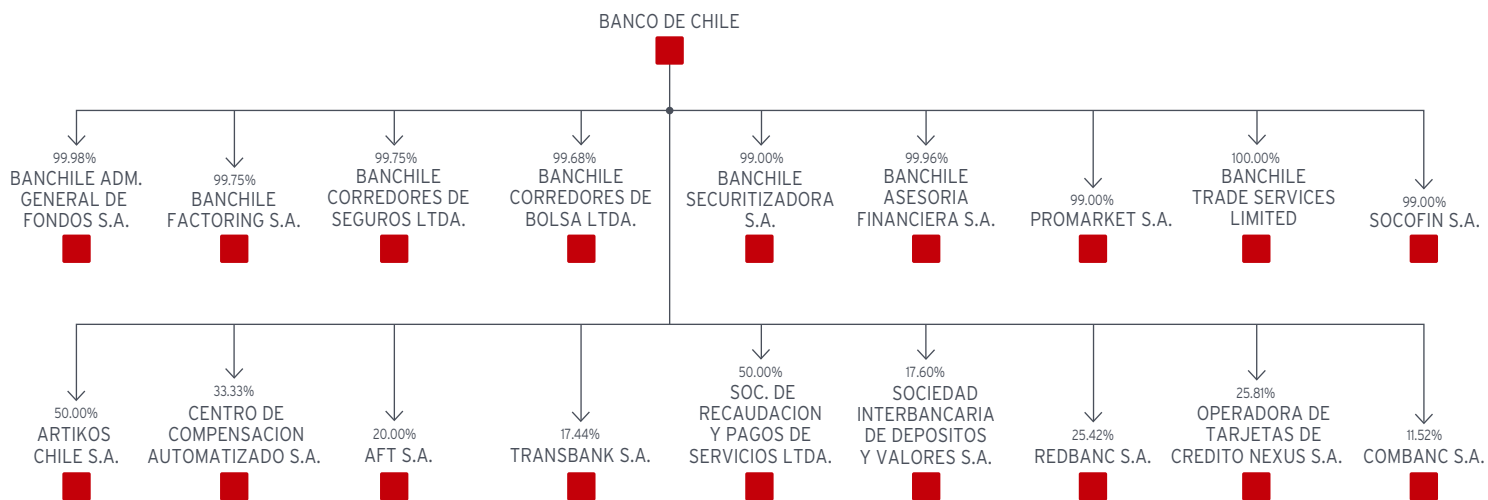 BANCO DE CHILE
99.98%
BANCHILE ADM.
GENERAL DE
FONDOS S.A.
99.75%
BANCHILE
FACTORING S.A.
99.75%
BANCHILE
CORREDORES DE
SEGUROS LTDA.
99.68%
BANCHILE
CORREDORES DE
BOLSA LTDA.
99.00%
BANCHILE
SECURITIZADORA
S.A.
99.96%
BANCHILE
ASESORIA
FINANCIERA S.A.
99.00%
PROMARKET S.A.
100.00%
BANCHILE
TRADE SERVICES
LIMITED
99.00%
SOCOFIN S.A.
50.00%
ARTIKOS
CHILE S.A.
33.33%
CENTRO DE
COMPENSACION
AUTOMATIZADO S.A.
20.00%
AFT S.A.
17.44%
TRANSBANK S.A.
50.00%
SOC. DE
RECAUDACION
Y PAGOS DE
SERVICIOS LTDA.
17.60%
SOCIEDAD
INTERBANCARIA
DE DEPOSITOS
Y VALORES S.A.
25.42%
REDBANC S.A.
25.81%
OPERADORA DE
TARJETAS DE
CREDITO NEXUS S.A.
11.52%
COMBANC S.A.